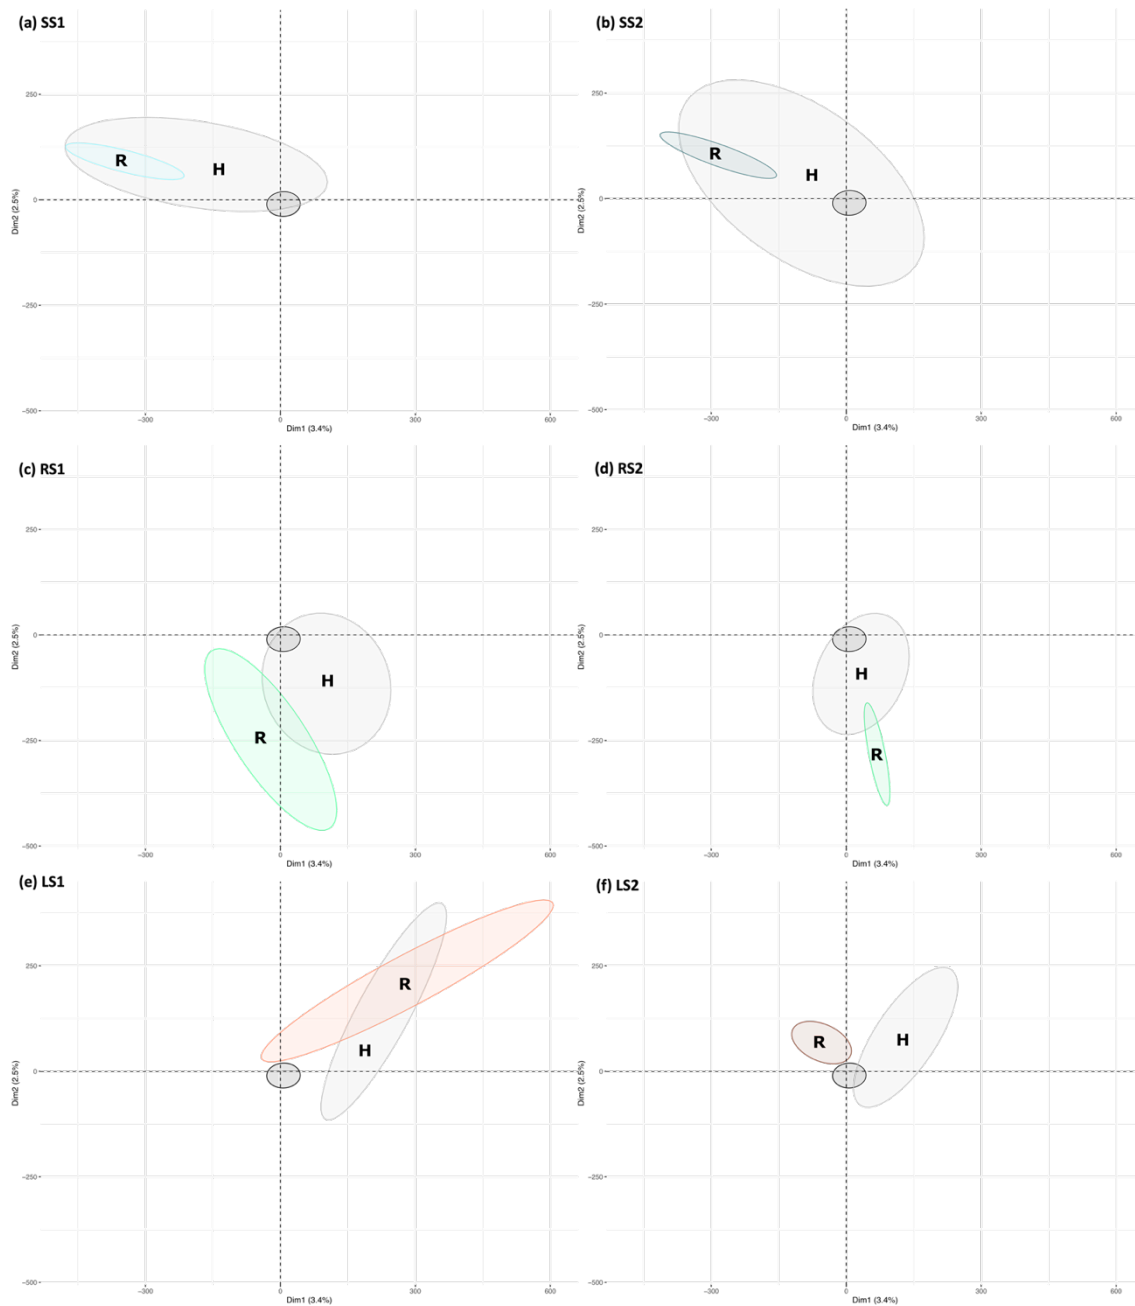 (a) SS1
250-
R
H
0-
-250-
-500-
-300
0
300
600
Dim1 (3.4%)
Dim2 (2.5%)
(b) SS2
250-
R
H
0-
-250-
-500-
-300
0
300
600
Dim1 (3.4%)
Dim2 (2.5%)
(c) RS1
250-
0-
H
R
-250-
-500-
-300
0
300
600
Dim1 (3.4%)
Dim2 (2.5%)
(d) RS2
250-
0-
H
-250-
R
-500-
-300
0
300
600
Dim1 (3.4%)
Dim2 (2.5%)
(e) LS1
250-
R
H
0-
-250-
-500-
-300
0
300
600
Dim1 (3.4%)
Dim2 (2.5%)
(f) LS2
250-
R
H
0-
-250-
-500-
-300
0
300
600
Dim1 (3.4%)
Dim2 (2.5%)